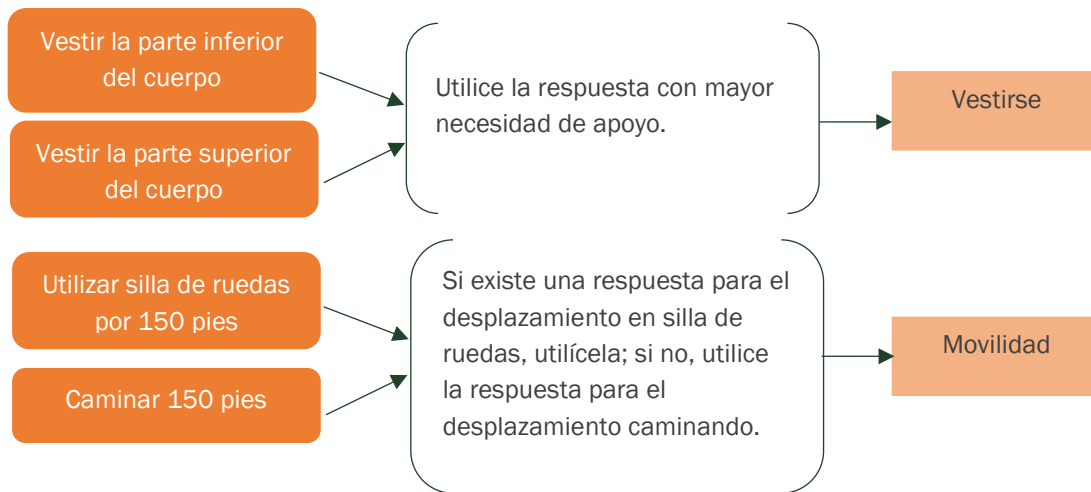 Vestir la parte inferior
del cuerpo
Vestir la parte superior
del cuerpo
Utilice la respuesta con mayor
necesidad de apoyo.
Vestirse
Utilizar silla de ruedas
por 150 pies
Caminar 150 pies
Si existe una respuesta para el
desplazamiento en silla de
ruedas, utilícela; si no, utilice
la respuesta para el
desplazamiento caminando.
Movilidad